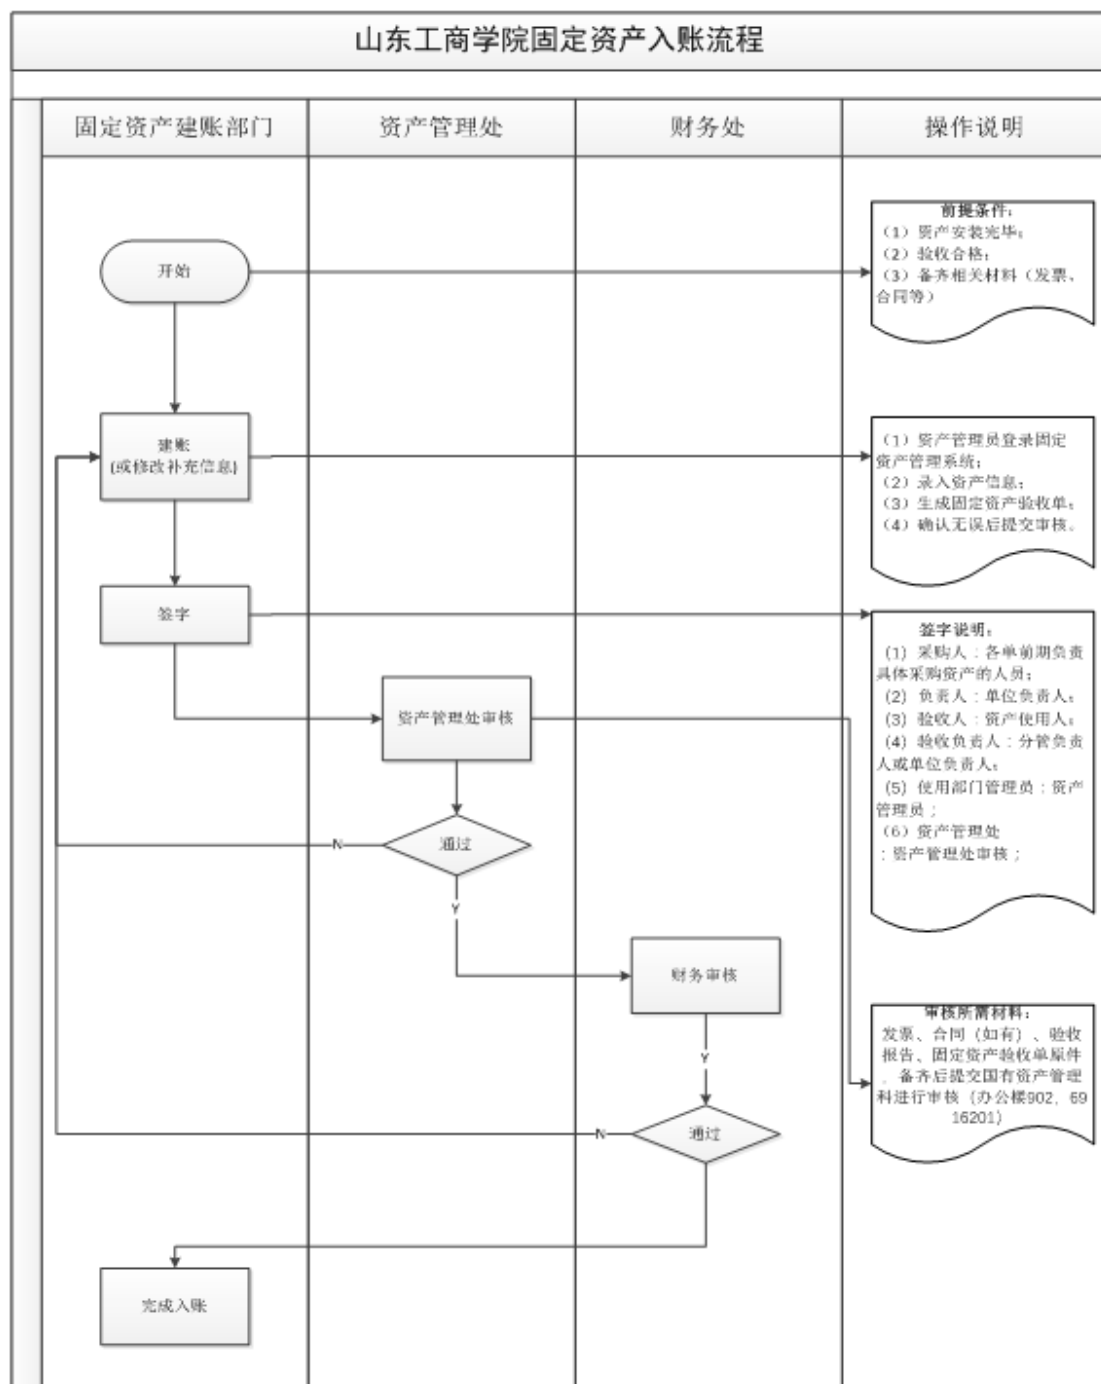 山东工商学院固定资产入账流程
固定资产建账部门
资产管理处
财务处
操作说明
前提条件：
（1）资产安装完毕；
（2）验收合格；
（3）备齐相关材料（发票、
合同等）
开始
建账
(或修改补充信息)
（1）资产管理员登录固定
资产管理系统；
（2）录入资产信息；
（3）生成固定资产验收单；
（4）确认无误后提交审核。
签字
签字说明：
(1) 采购人：各单前期负责
具体采购资产的人员；
(2) 负责人：单位负责人；
(3) 验收人：资产使用人；
(4) 验收负责人：分管负责
人或单位负责人；
(5) 使用部门管理员：资产
管理员；
（6）资产管理处
：资产管理处审核；
资产管理处审核
N
通过
Y
财务审核
Y
审核所需材料：
发票、合同（如有）、验收
报告、固定资产验收单原件
，备齐后提交国有资产管理
科进行审核（办公楼902，69
16201）
N
通过
完成入账